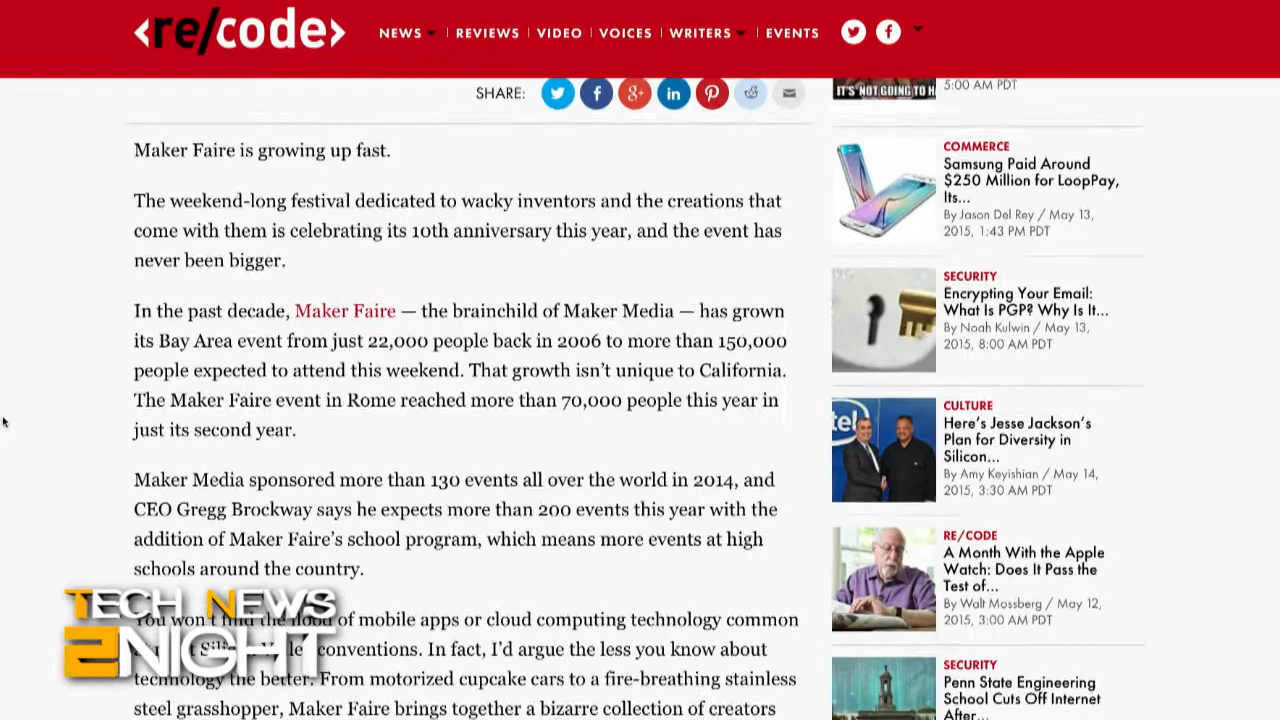 <re/code>
NEWS
REVIEWS
VIDEO
VOICES
WRITERS
EVENTS
SHARE:
Maker Faire is growing up fast.
The weekend-long festival dedicated to wacky inventors and the creations that
come with them is celebrating its 10th anniversary this year, and the event has
never been bigger.
In the past decade, Maker Faire — the brainchild of Maker Media — has grown
its Bay Area event from just 22,000 people back in 2006 to more than 150,000
people expected to attend this weekend. That growth isn't unique to California.
The Maker Faire event in Rome reached more than 70,000 people this year in
just its second year.
Maker Media sponsored more than 130 events all over the world in 2014, and
CEO Gregg Brockway says he expects more than 200 events this year with the
addition of Maker Faire's school program, which means more events at high
schools around the country.
You won't find the flood of mobile apps or cloud computing technology common
conventions. In fact, I'd argue the less you know about
technology the better. From motorized cupcake cars to a fire-breathing stainless
steel grasshopper, Maker Faire brings together a bizarre collection of creators
TECH NEWS
2NIGHT
IT'S NOT GOING TO H
5:00 AM PDT
COMMERCE
Samsung Paid Around
$250 Million for LoopPay,
Its...
By Jason Del Rey / May 13,
2015, 1:43 PM PDT
SECURITY
Encrypting Your Email:
What Is PGP? Why Is It...
By Noah Kulwin / May 13,
2015, 8:00 AM PDT
tel
CULTURE
Here's Jesse Jackson's
Plan for Diversity in
Silicon...
By Amy Keyishian / May 14,
2015, 3:30 AM PDT
RE/CODE
A Month With the Apple
Watch: Does It Pass the
Test of...
By Walt Mossberg / May 12,
2015, 3:00 AM PDT
SECURITY
Penn State Engineering
School Cuts Off Internet
After...